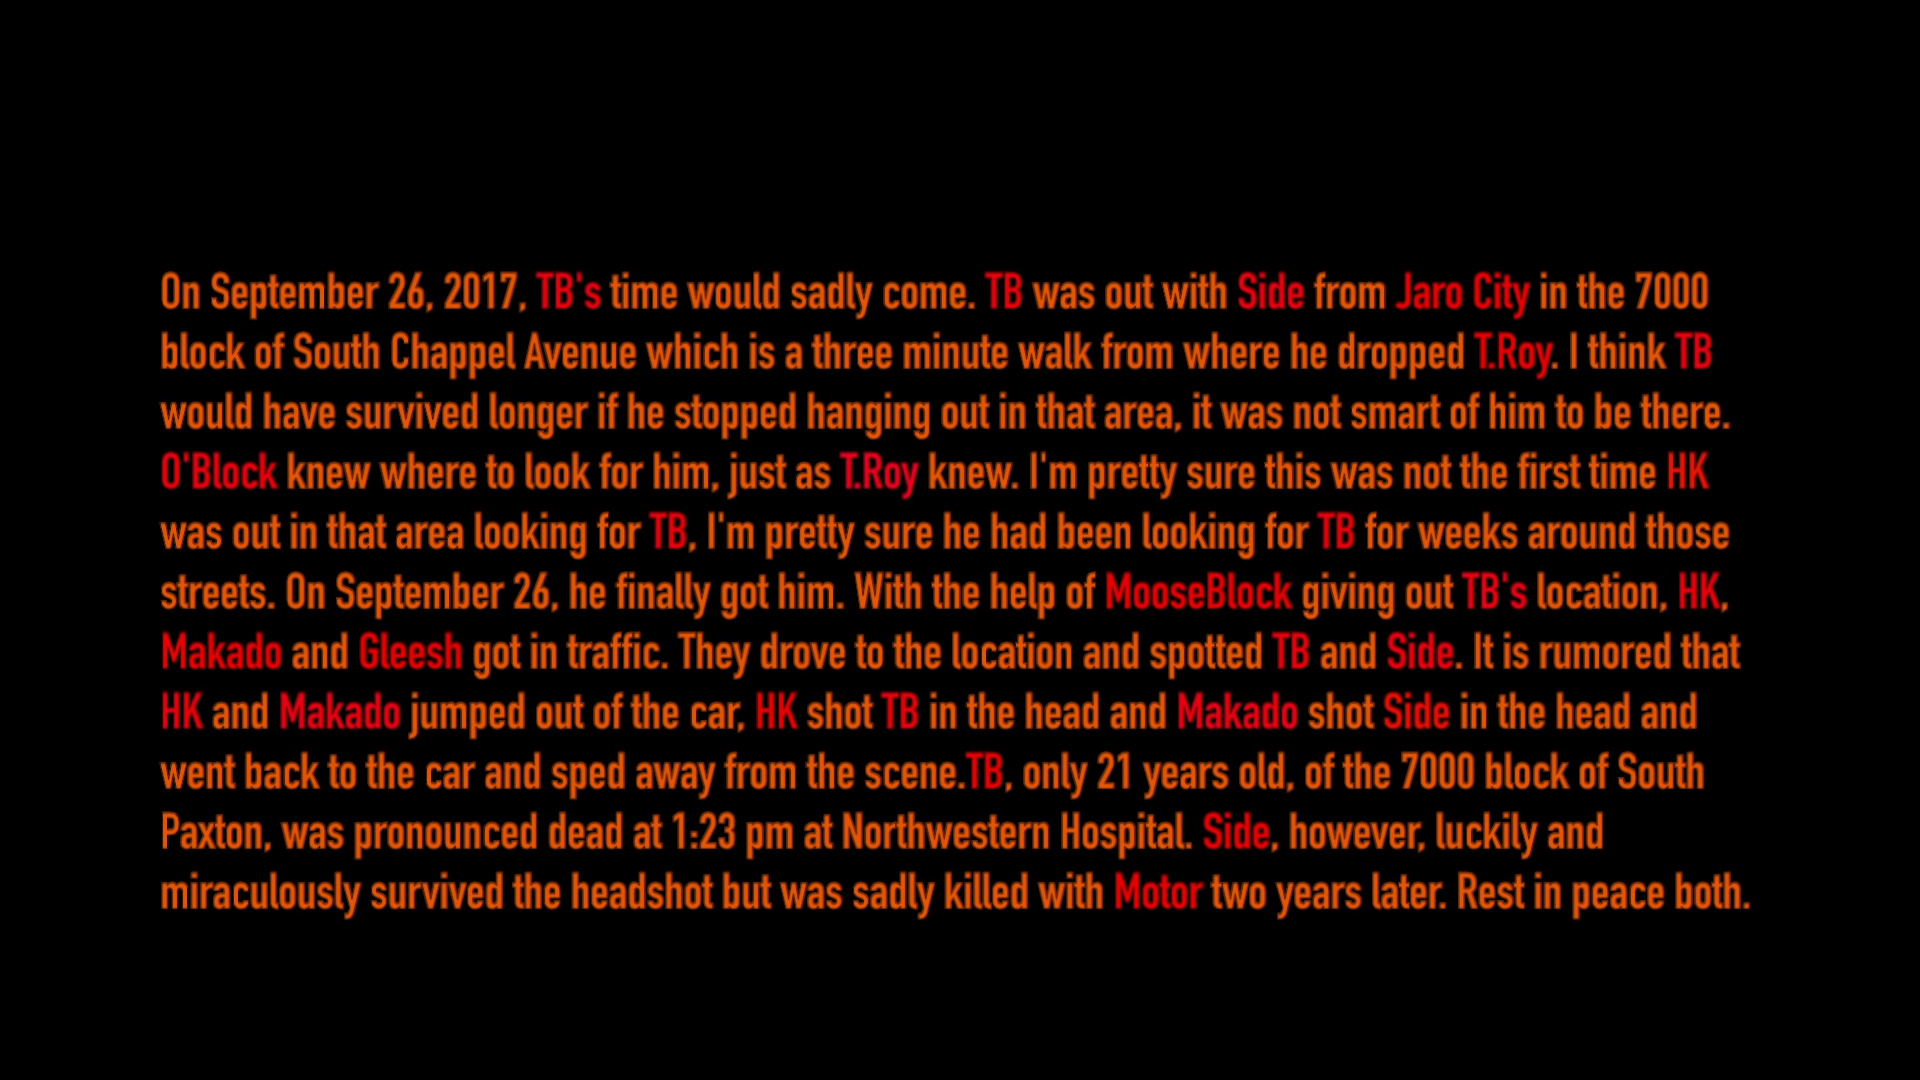 On September 26, 2017, TB's time would sadly come. TB was out with Side from Jaro City in the 7000
block of South Chappel Avenue which is a three minute walk from where he dropped T.Roy. I think TB
would have survived longer if he stopped hanging out in that area, it was not smart of him to be there.
O'Block knew where to look for him, just as T.Roy knew. I'm pretty sure this was not the first time HK
was out in that area looking for TB, I'm pretty sure he had been looking for TB for weeks around those
streets. On September 26, he finally got him. With the help of MooseBlock giving out TB's location, HK,
Makado and Gleesh got in traffic. They drove to the location and spotted TB and Side. It is rumored that
HK and Makado jumped out of the car, HK shot TB in the head and Makado shot Side in the head and
went back to the car and sped away from the scene.TB, only 21 years old, of the 7000 block of South
Paxton, was pronounced dead at 1:23 pm at Northwestern Hospital. Side, however, luckily and
miraculously survived the headshot but was sadly killed with Motor two years later. Rest in peace both.